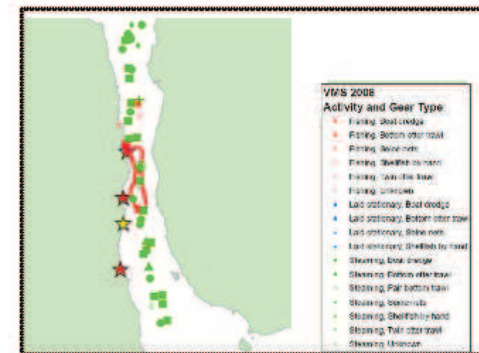 VMS 2008
Activity and Gear Type
Fishing, Boat dredge
Fishing, Bottom otter trawl
Fishing, Seine nets
Fishing, Shellfish by hand
Fishing, Twin otter trawl
Fishing, Unknown
Laid stationary, Boat dredge
Laid stationary, Bottom otter traw
Laid stationary, Seine nets
Laid stationary, Shellfish by hand
Steaming, Boat dredge
Steaming, Bottom otter trawl
Steaming, Pair bottom trawl
Steaming, Seine nets
Steaming, Shellfish by hand
Steaming, Twin otter trawl
Steaming, Unknown